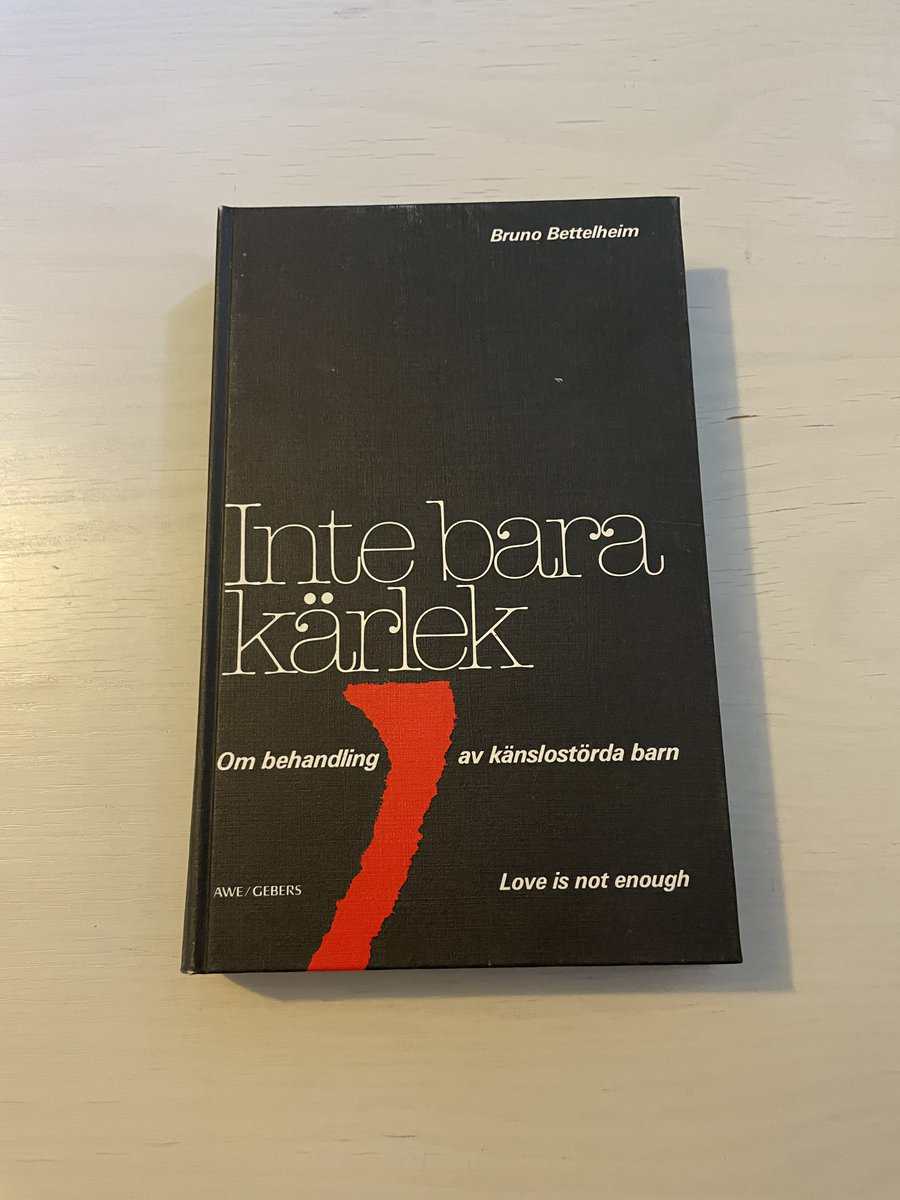 Bruno Bettelheim
Inte bara
kärlek
Om behandling av känslostörda barn
AWE/GEBERS
Love is not enough